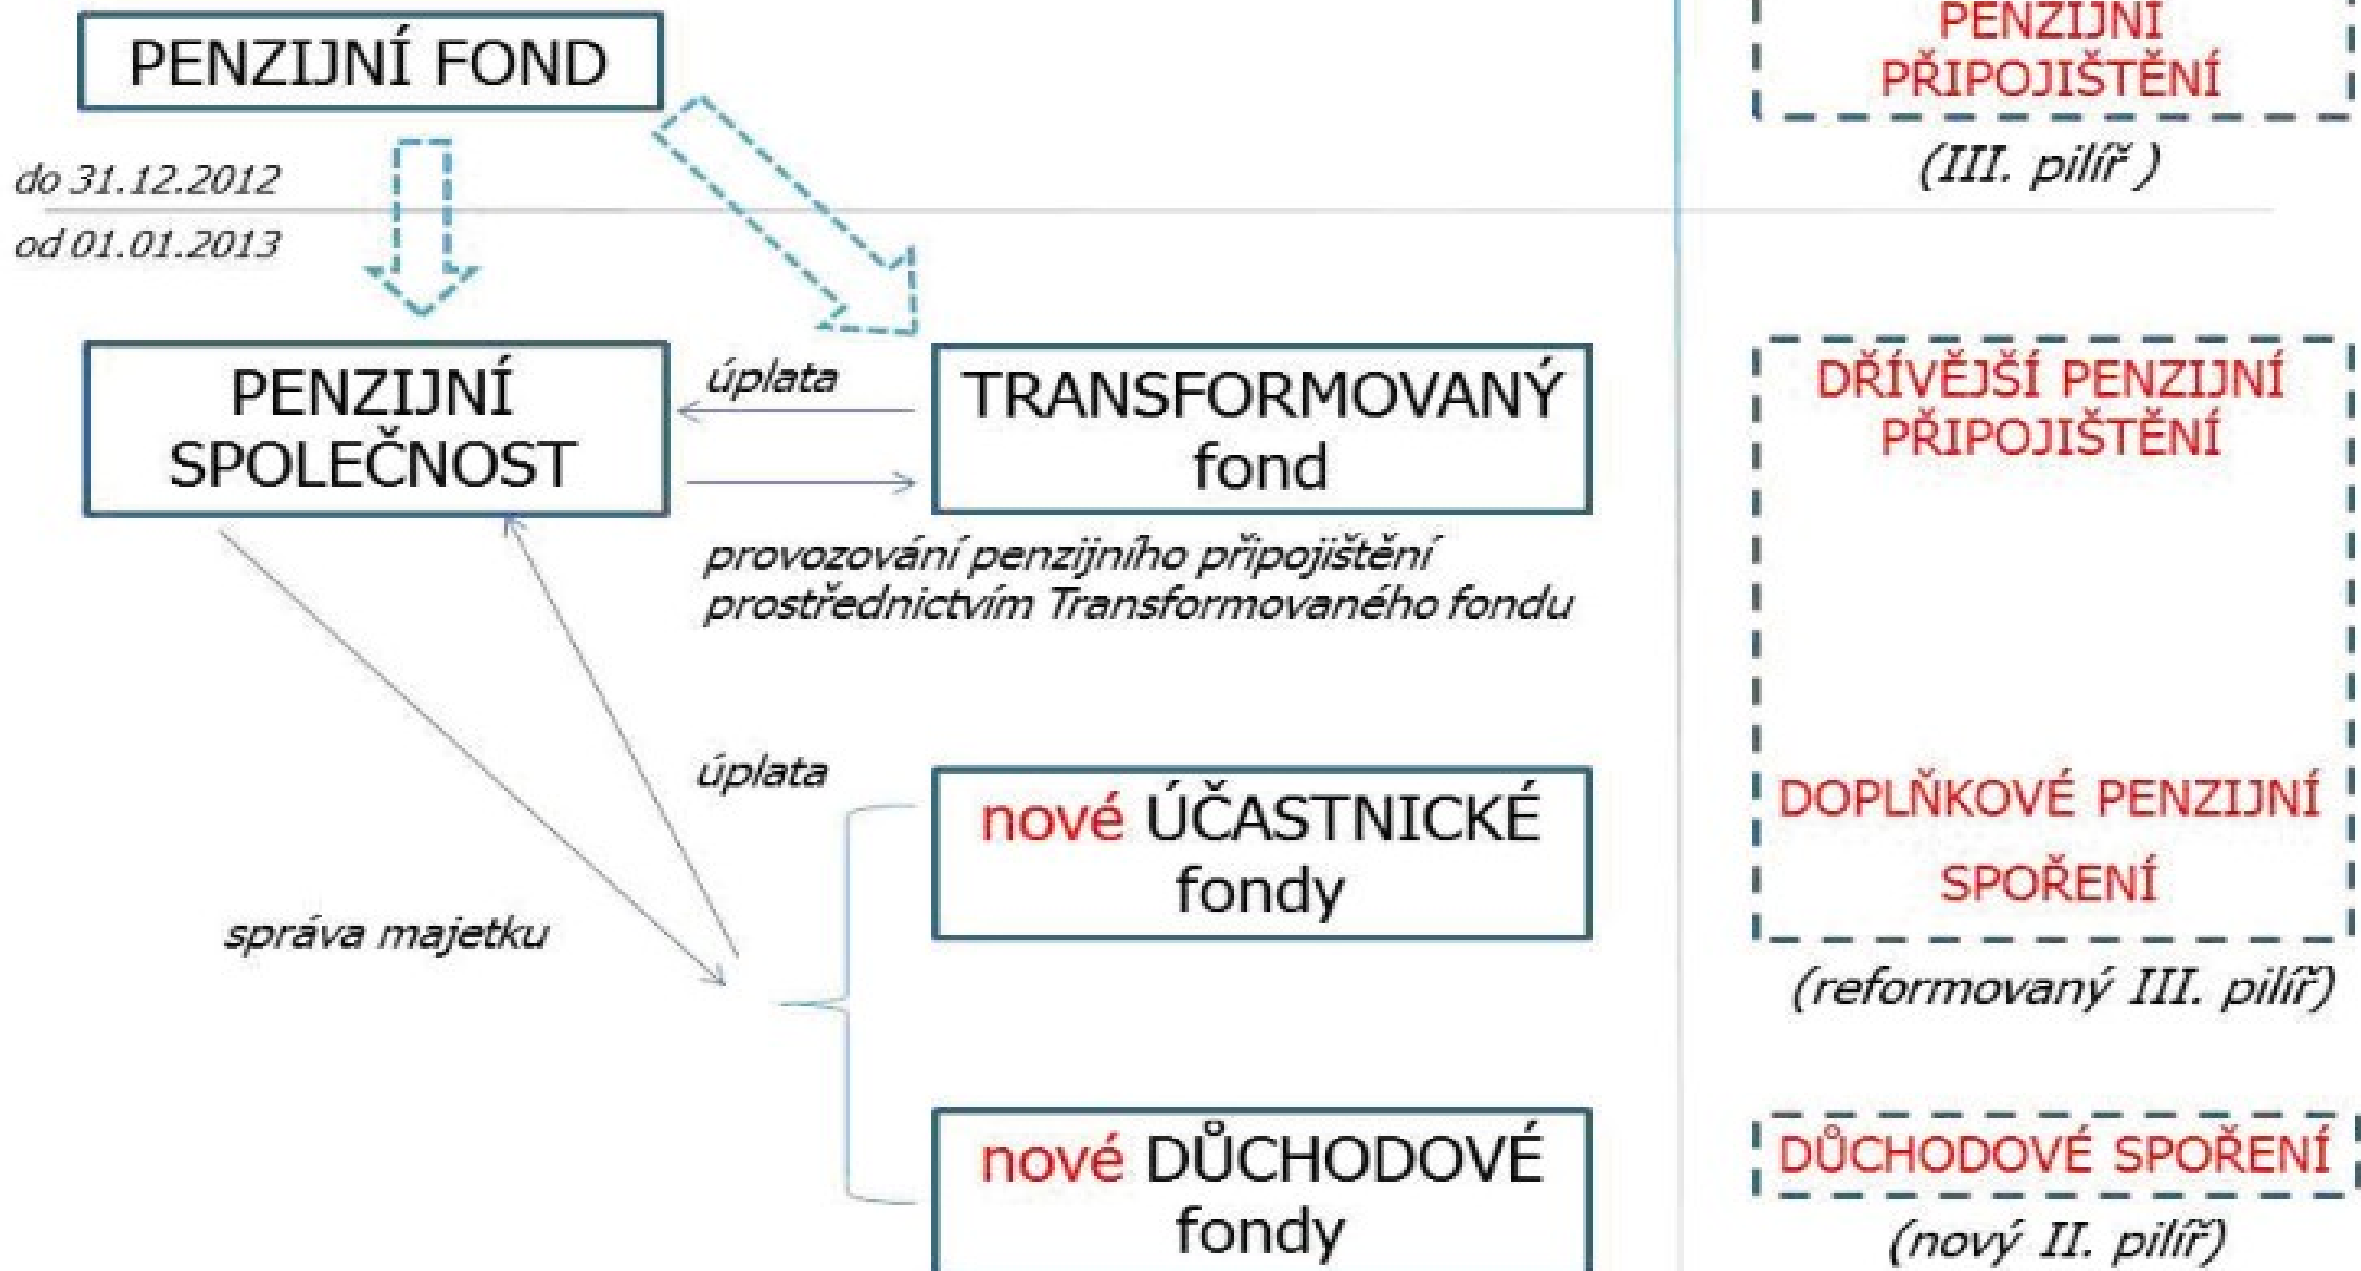 PENZIJNÍ FOND
PENZIJNÍ
PŘIPOJIŠTĚNÍ
(III. pilíř )
do 31.12.2012
od 01.01.2013
PENZIJNÍ
SPOLEČNOST
úplata
TRANSFORMOVANÝ
fond
DŘÍVĚJŠÍ PENZIJNÍ
PŘIPOJIŠTĚNÍ
provozování penzijního připojištění
prostřednictvím Transformovaného fondu
úplata
nové ÚČASTNICKÉ
fondy
DOPLŇKOVÉ PENZIJNÍ
SPOŘENÍ
správa majetku
(reformovaný III. pilíř)
nové DŮCHODOVÉ
fondy
DŮCHODOVÉ SPOŘENÍ
(nový II. pilíř)